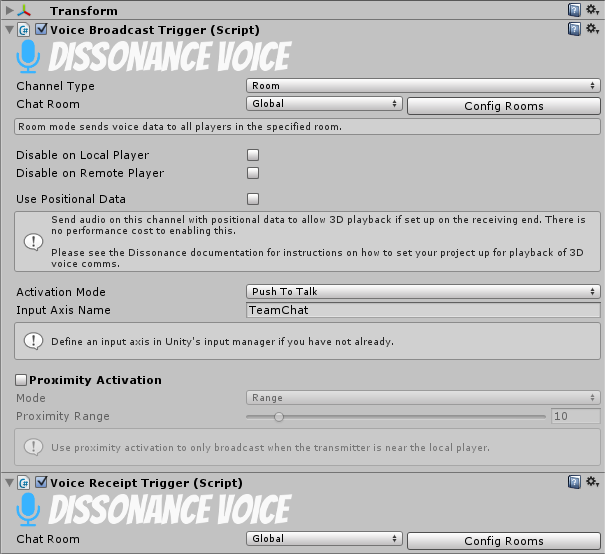 Transform
Voice Broadcast Trigger (Script)
DISSONANCE VOICE
Channel Type Room
Chat Room Global Config Rooms
Room mode sends voice data to all players in the specified room.
Disable on Local Player
Disable on Remote Player
Use Positional Data
Send audio on this channel with positional data to allow 3D playback if set up on the receiving end. There is
no performance cost to enabling this.
Please see the Dissonance documentation for instructions on how to set your project up for playback of 3D
voice comms.
Activation Mode Push To Talk
Input Axis Name TeamChat
Define an input axis in Unity's input manager if you have not already.
Proximity Activation
Mode Range
Proximity Range 10
Use proximity activation to only broadcast when the transmitter is near the local player.
Voice Receipt Trigger (Script)
DISSONANCE VOICE
Chat Room Global Config Rooms